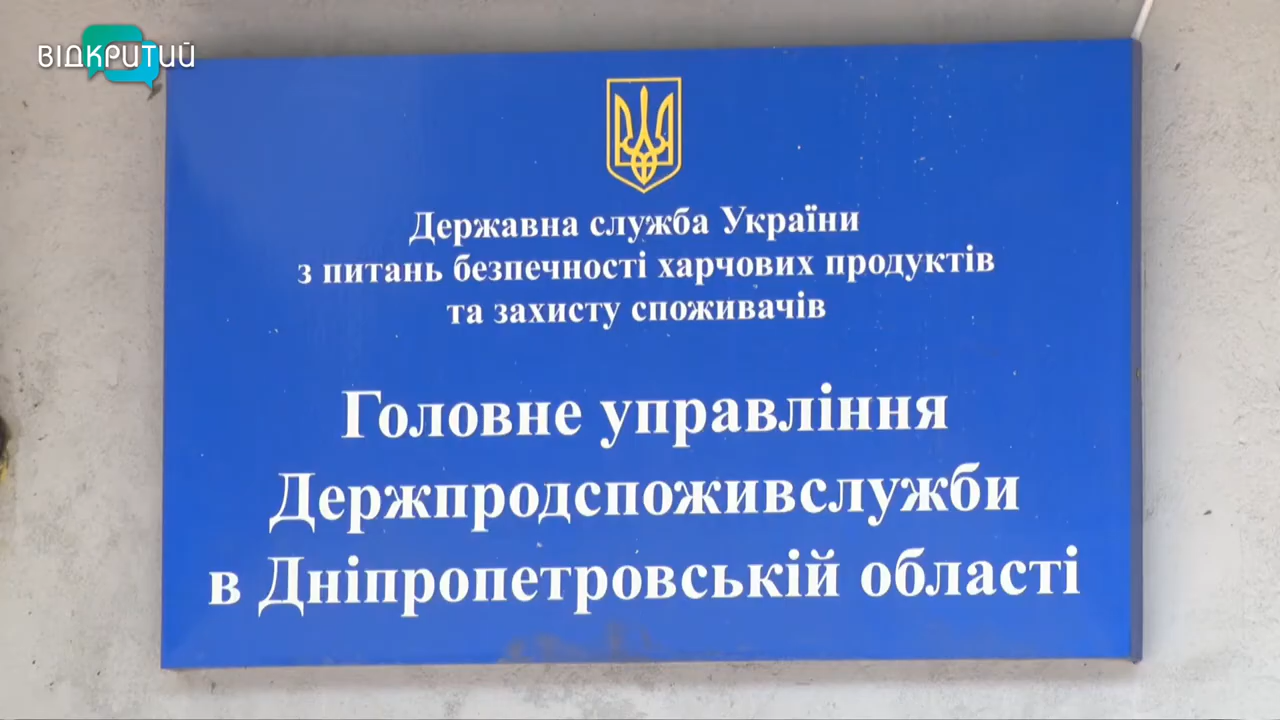 ВІДКРИТИЙ
Державна служба України
з питань безпечності харчових продуктів
та захисту споживачів
Головне управління
Держпродспоживслужби
в Дніпропетровській області